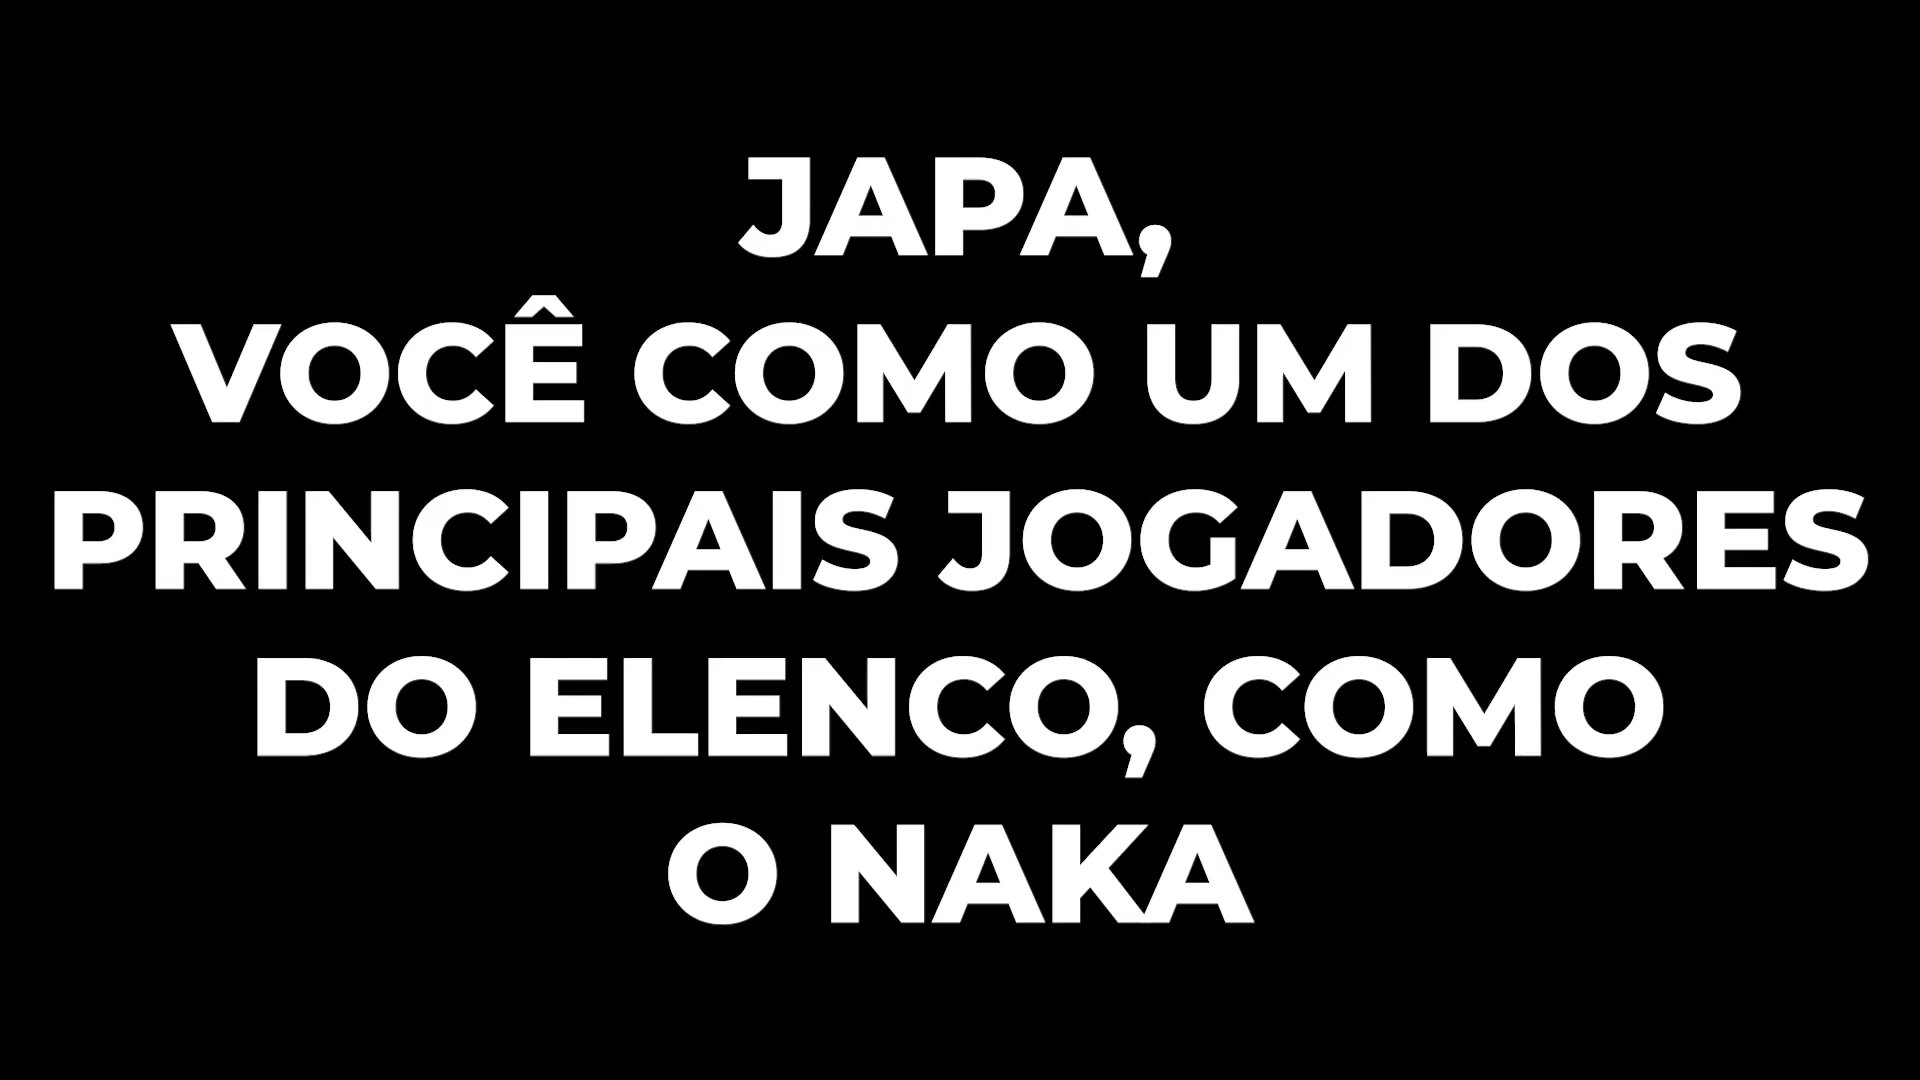 JAPA,
VOCÊ COMO UM DOS
PRINCIPAIS JOGADORES
DO ELENCO, COMO
O NAKA